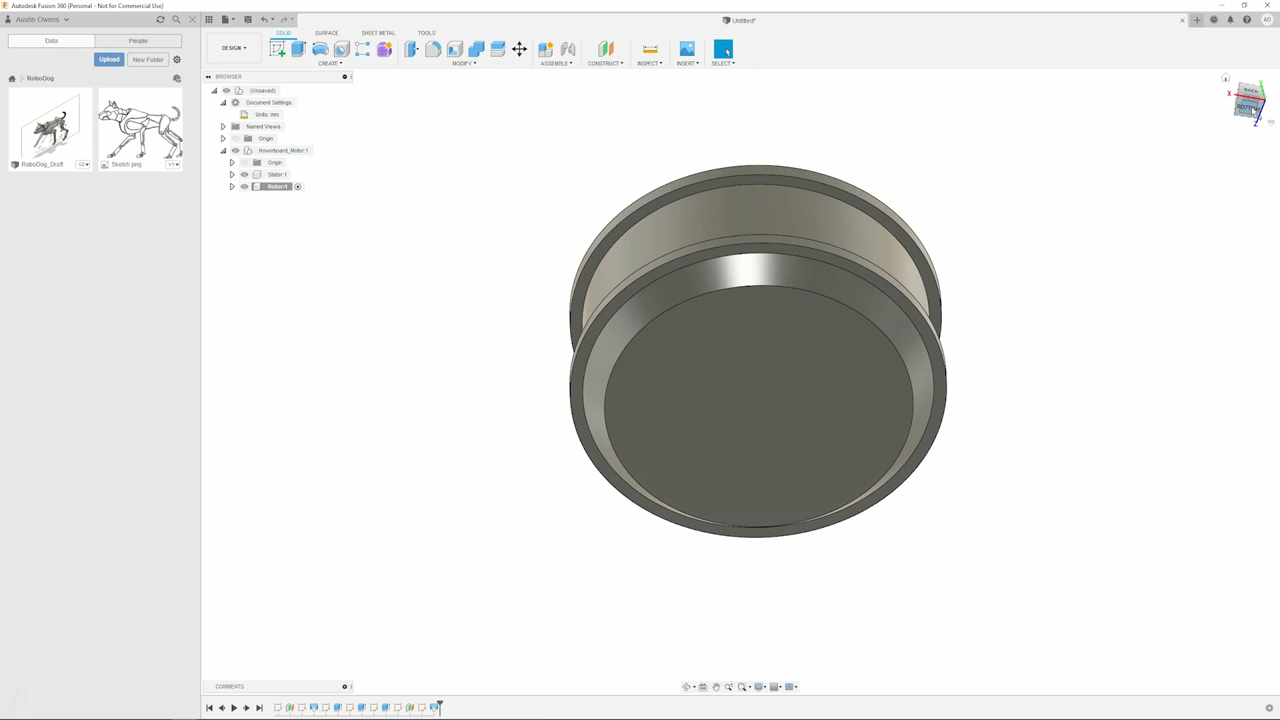 Autodesk Fusion 360 (Personal - Not for Commercial Use)
Austin Owens
Untitled*
AO
Data
People
Upload
New Folder
RoboDog
RoboDog_Draft
V2
Sketch.png
V1
DESIGN
SOLID
SURFACE
SHEET METAL
TOOLS
CREATE
MODIFY
ASSEMBLE
CONSTRUCT
INSPECT
INSERT
SELECT
BROWSER
(Unsaved)
Document Settings
Units: mm
Named Views
Origin
Hoverboard_Motor:1
Origin
Stator:1
Rotor:1
X
BACK
Z
COMMENTS